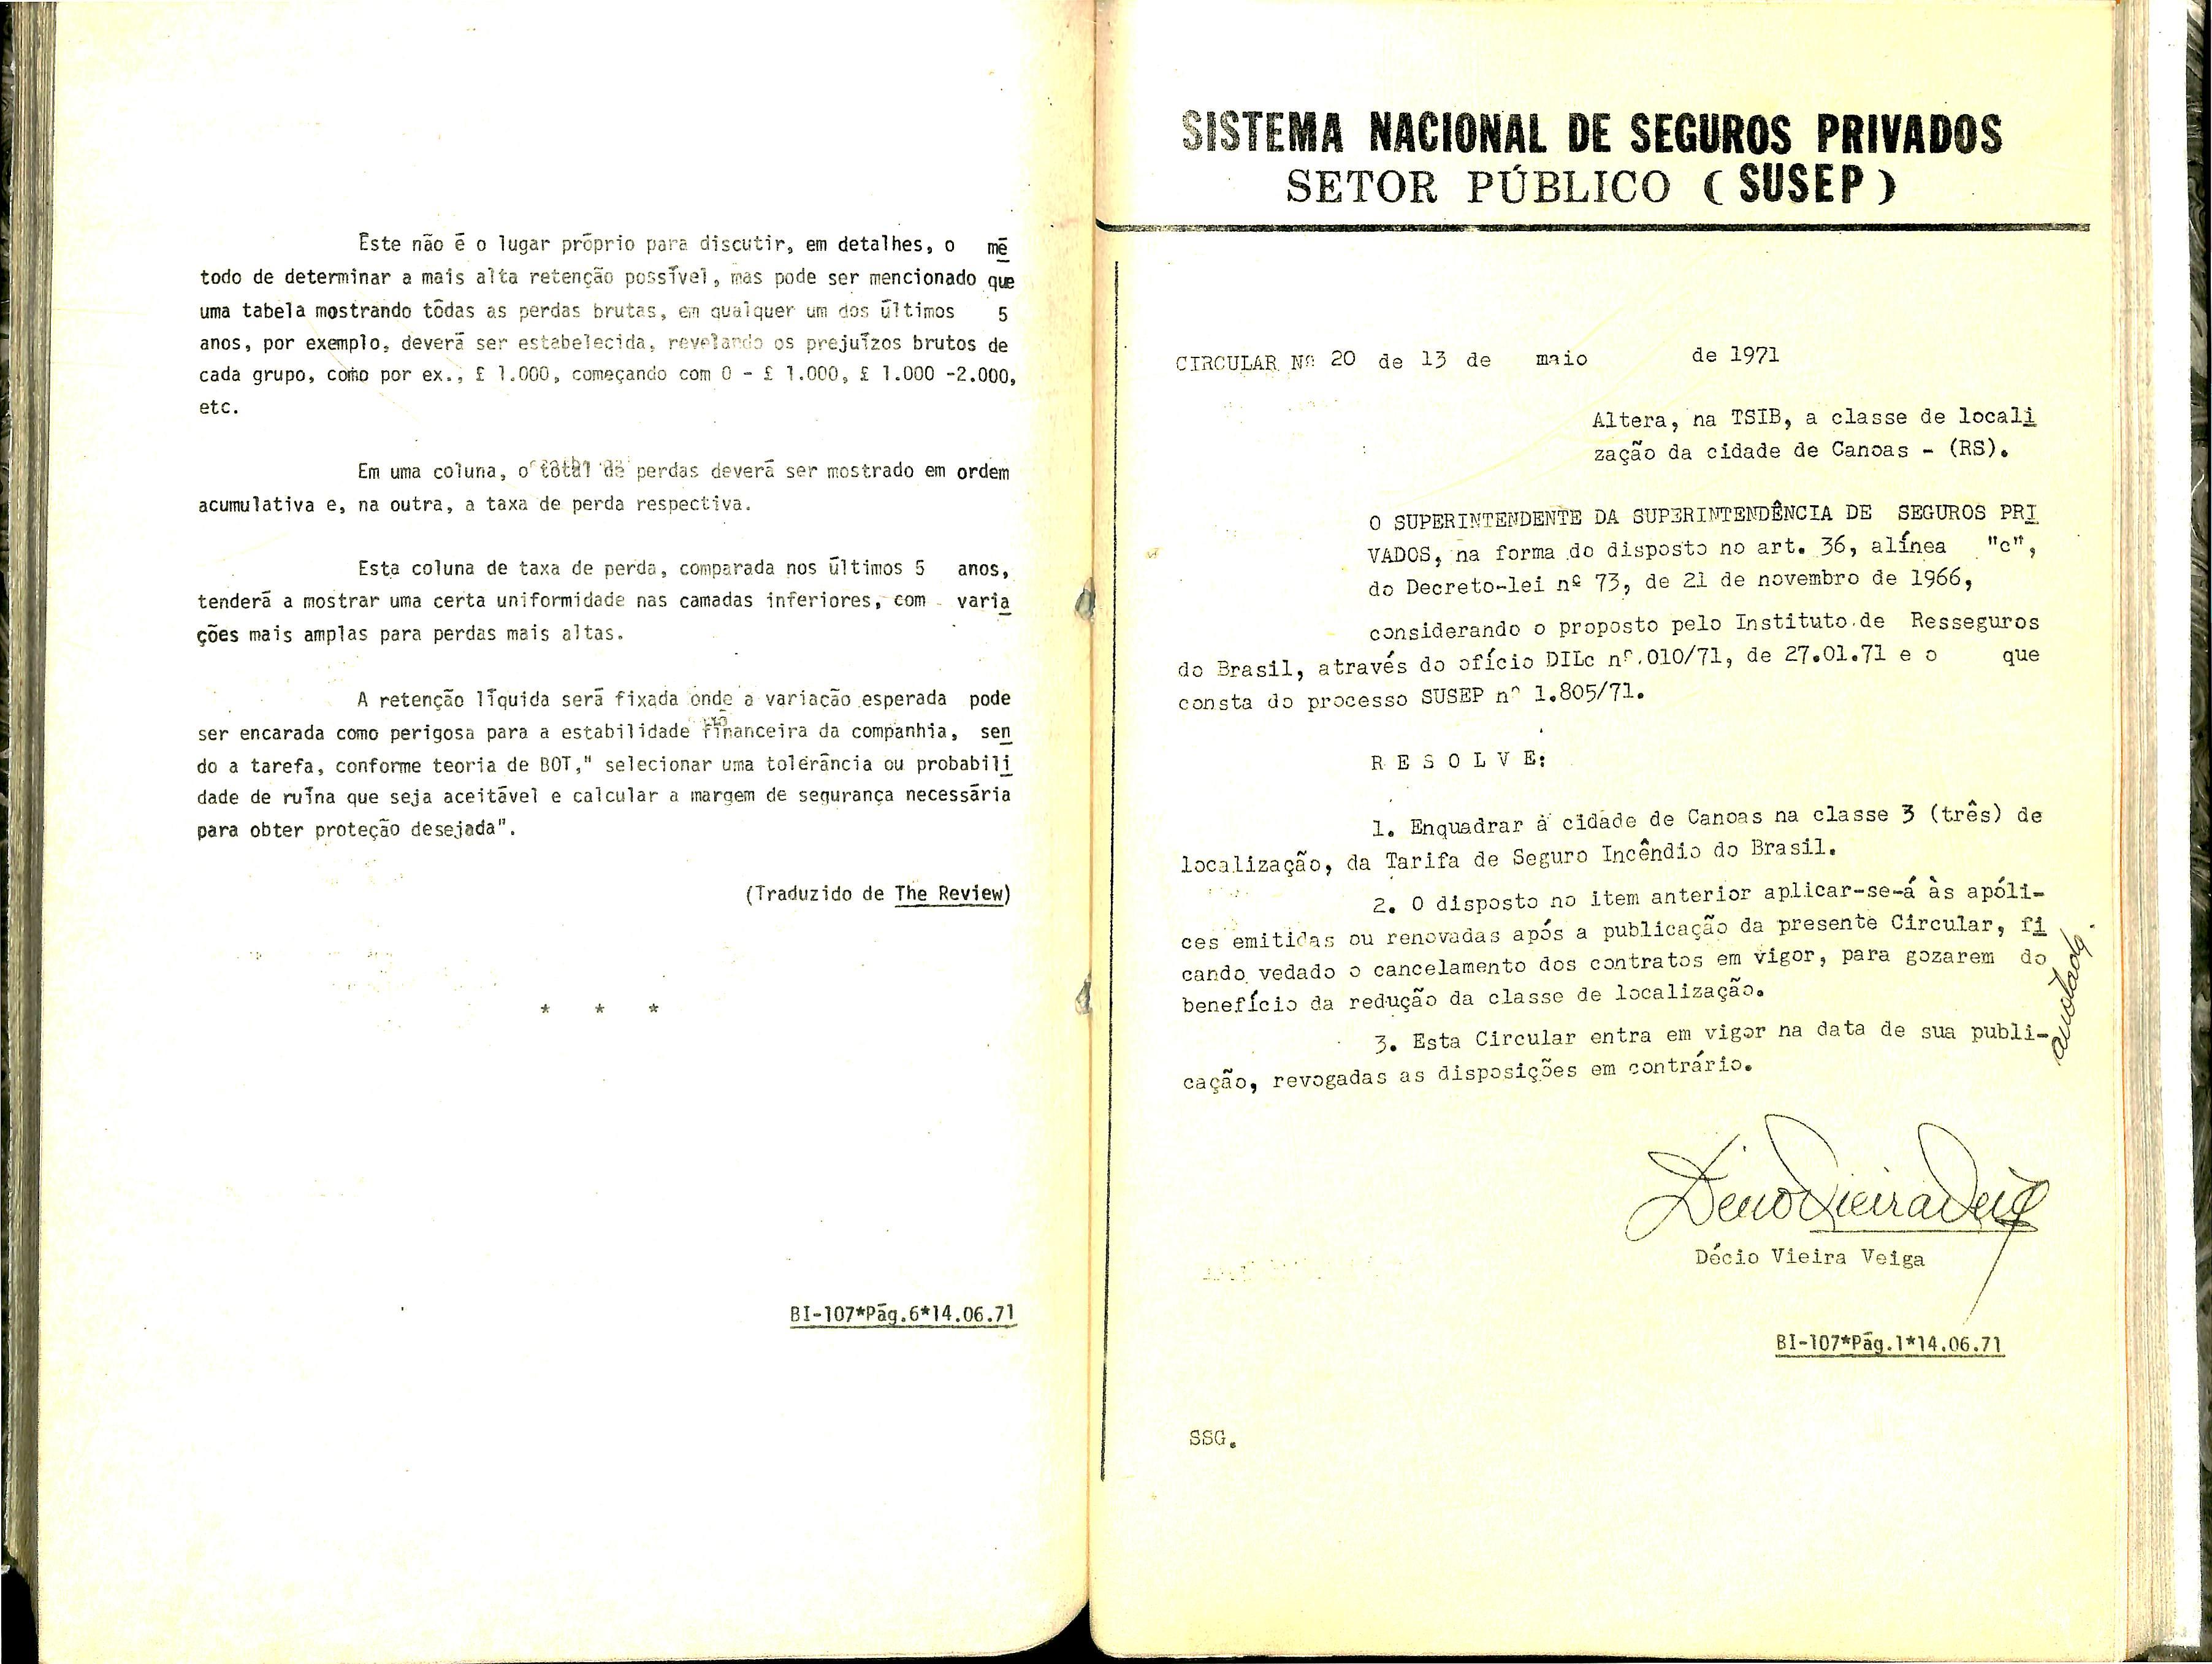 Este não é o lugar próprio para discutir, em detalhes, o mé
todo de determinar a mais alta retenção possível, mas pode ser mencionado que
uma tabela mostrando tôdas as perdas brutas, em qualquer um dos últimos 5
anos, por exemplo, deverá ser estabelecida, revelando os prejuízos brutos de
cada grupo, como por ex., £ 1.000, começando com 0 - £ 1.000, £ 1.000 -2.000,
etc.
Em uma coluna, o total de perdas deverá ser mostrado em ordem
acumulativa e, na outra, a taxa de perda respectiva.
Esta coluna de taxa de perda, comparada nos últimos 5 anos,
tenderá a mostrar uma certa uniformidade nas camadas inferiores, com varia
ções mais amplas para perdas mais altas.
A retenção líquida será fixada onde a variação esperada pode
ser encarada como perigosa para a estabilidade financeira da companhia, sen
do a tarefa, conforme teoria de BOT," selecionar uma tolerância ou probabili
dade de ruína que seja aceitável e calcular a margem de segurança necessária
para obter proteção desejada".
(Traduzido de The Review)
* * *
BI-107*Pág.6*14.06.71
SISTEMA NACIONAL DE SEGUROS PRIVADOS
SETOR PÚBLICO ( SUSEP )
CIRCULAR Nº 20 de 13 de maio de 1971
Altera, na TSIB, a classe de locali
zação da cidade de Canoas - (RS).
O SUPERINTENDENTE DA SUPERINTENDÊNCIA DE SEGUROS PRI
VADOS, na forma do disposto no art. 36, alínea "c",
do Decreto-lei nº 73, de 21 de novembro de 1966,
considerando o proposto pelo Instituto de Resseguros
do Brasil, através do ofício DILc nº.010/71, de 27.01.71 e o que
consta do processo SUSEP nº 1.805/71.
R E S O L V E:
1. Enquadrar a cidade de Canoas na classe 3 (três) de
localização, da Tarifa de Seguro Incêndio do Brasil.
2. O disposto no item anterior aplicar-se-á às apóli-
ces emitidas ou renovadas após a publicação da presente Circular, fi
cando vedado o cancelamento dos contratos em vigor, para gozarem do
benefício da redução da classe de localização.
3. Esta Circular entra em vigor na data de sua publi-
cação, revogadas as disposições em contrário.
anotado.
Décio Vieira Veiga
Décio Vieira Veiga
BI-107*Pág.1*14.06.71
SSG.